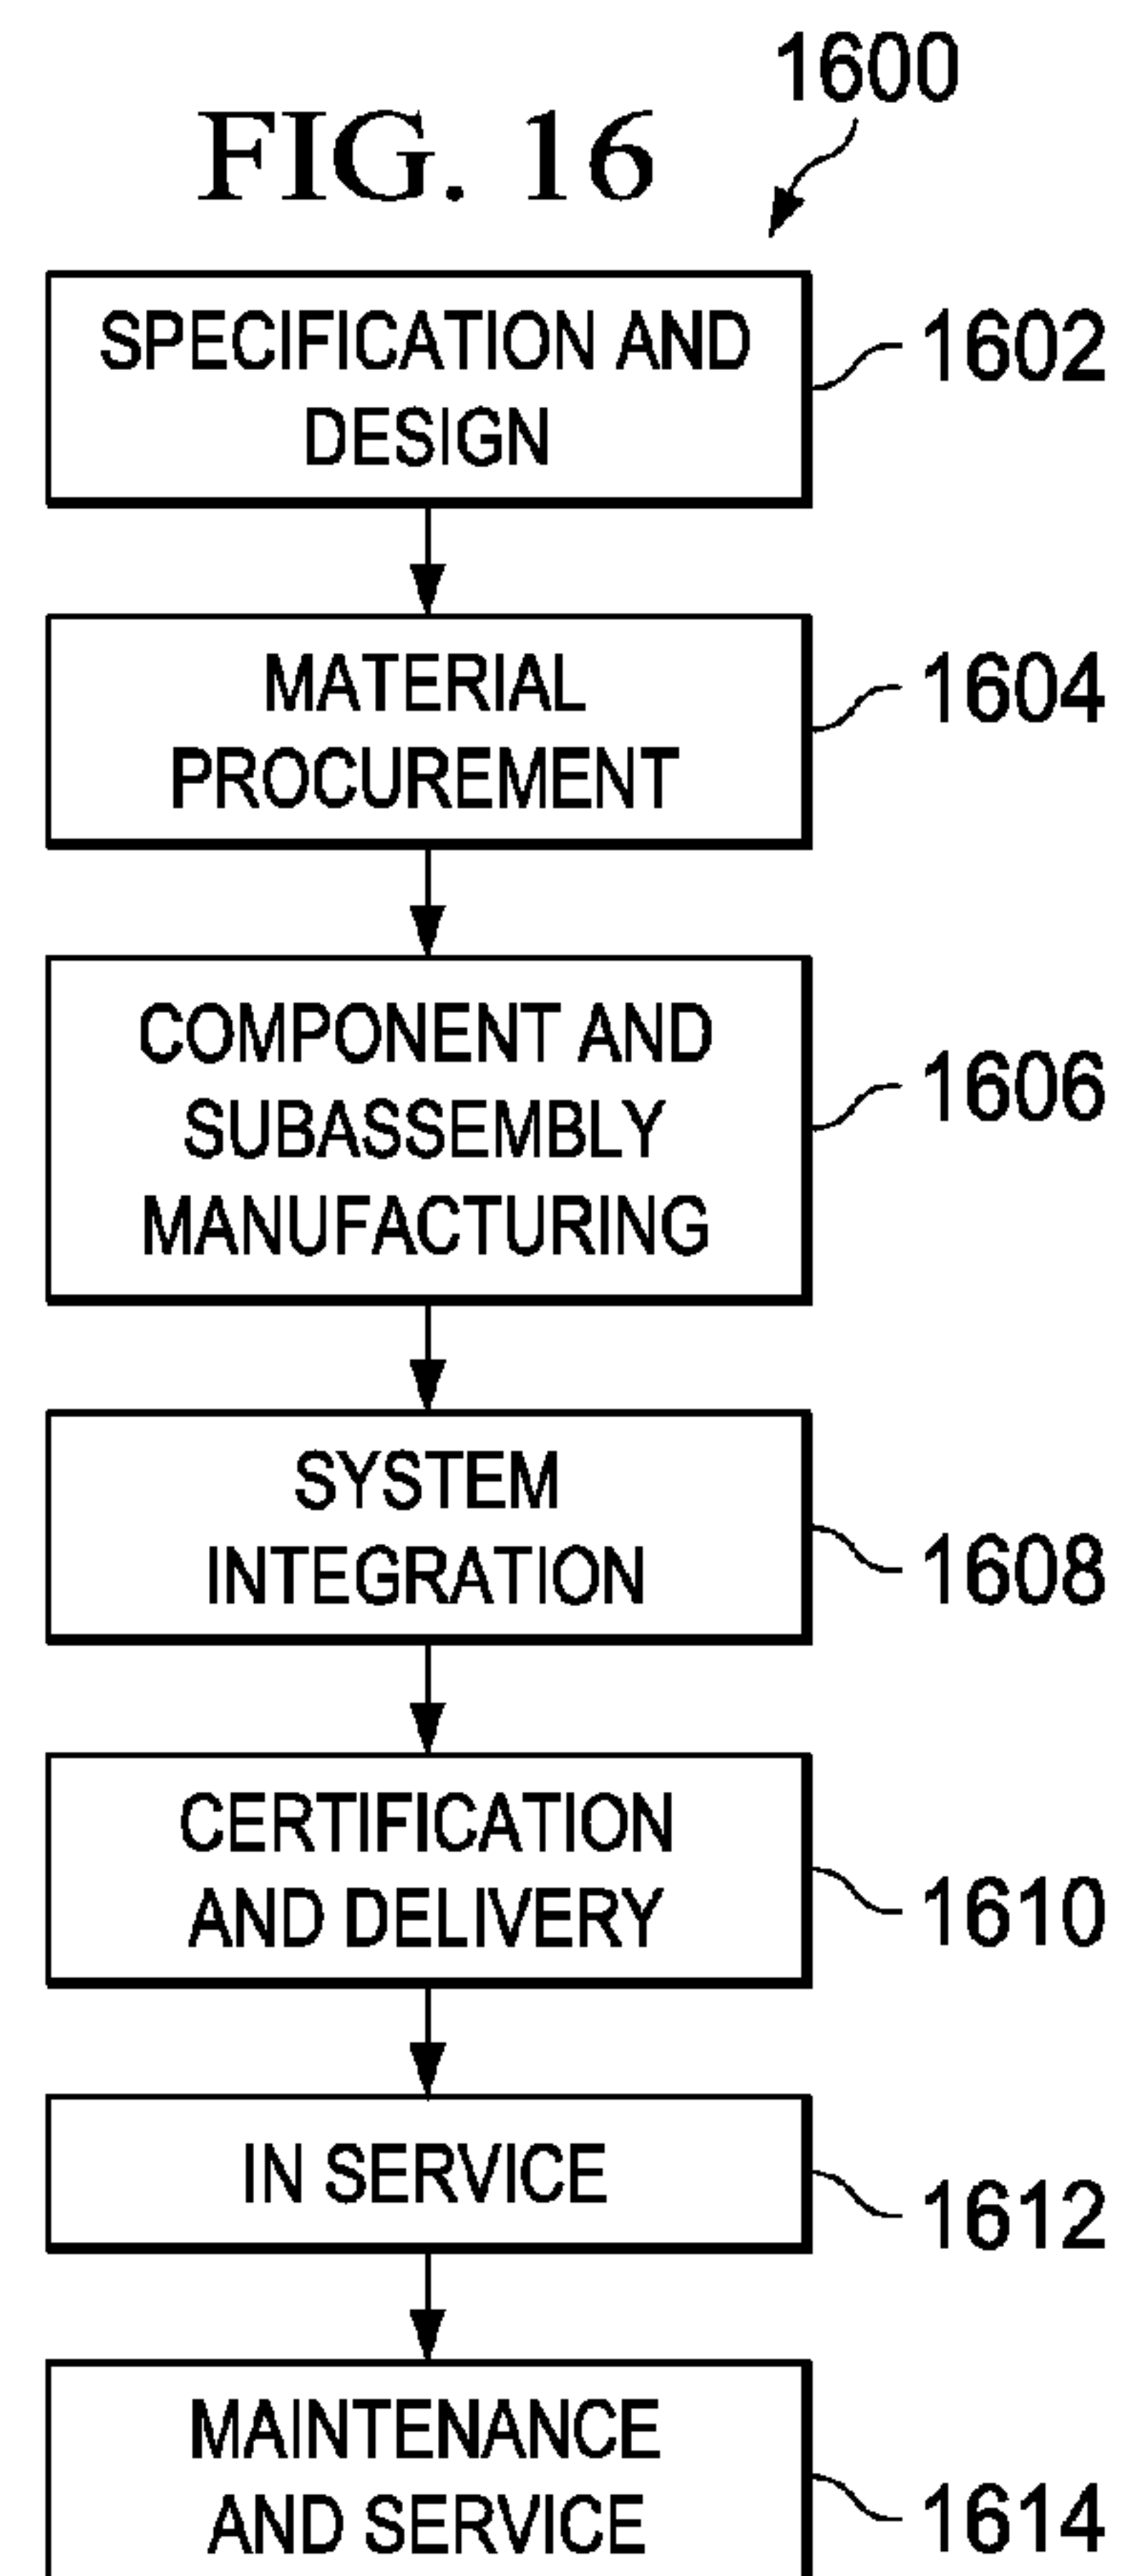 1600
FIG. 16
SPECIFICATION AND
DESIGN
1602
MATERIAL
PROCUREMENT
1604
COMPONENT AND
SUBASSEMBLY
MANUFACTURING
1606
SYSTEM
INTEGRATION
1608
CERTIFICATION
AND DELIVERY
1610
IN SERVICE
1612
MAINTENANCE
AND SERVICE
1614